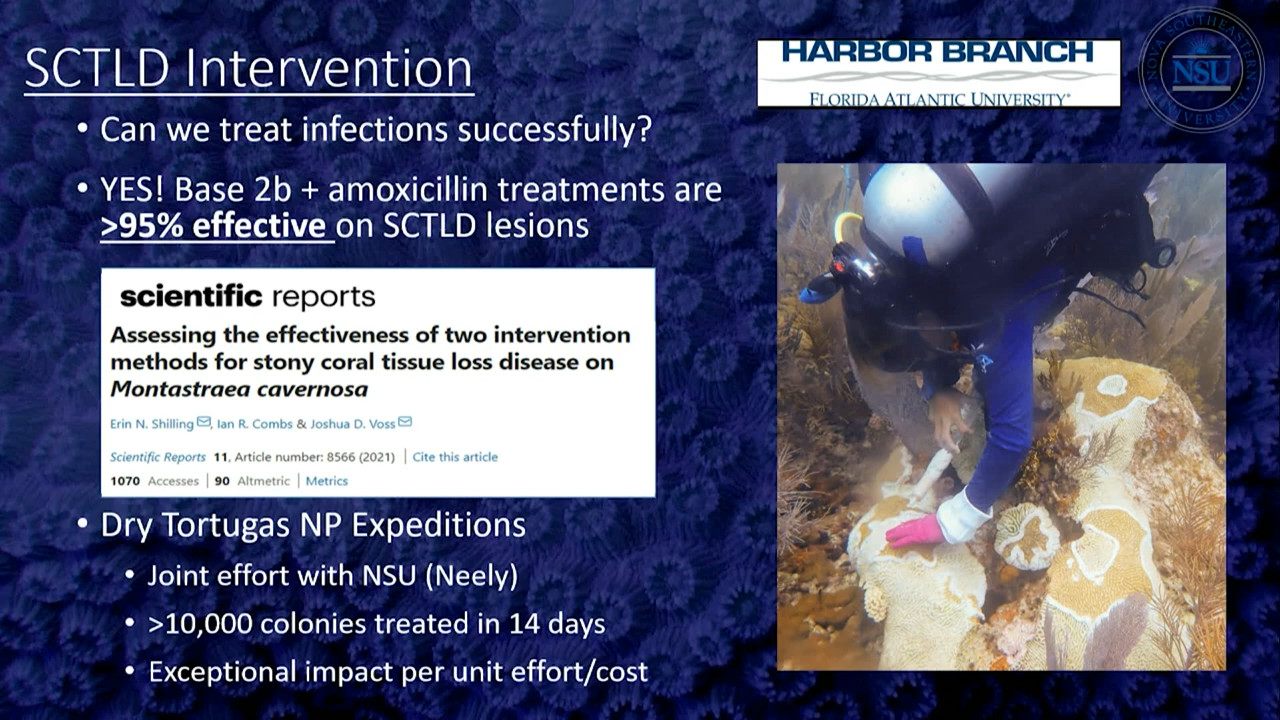 SCTLD Intervention
HARBOR BRANCH
FLORIDA ATLANTIC UNIVERSITY®
NOVA SOUTHEASTERN
NSU
UNIVERSITY
• Can we treat infections successfully?
• YES! Base 2b + amoxicillin treatments are
>95% effective on SCTLD lesions
scientific reports
Assessing the effectiveness of two intervention
methods for stony coral tissue loss disease on
Montastraea cavernosa
Erin N. Shilling, Ian R. Combs & Joshua D. Voss
Scientific Reports 11, Article number: 8566 (2021) | Cite this article
1070 Accesses | 90 Altmetric | Metrics
• Dry Tortugas NP Expeditions
• Joint effort with NSU (Neely)
• >10,000 colonies treated in 14 days
• Exceptional impact per unit effort/cost